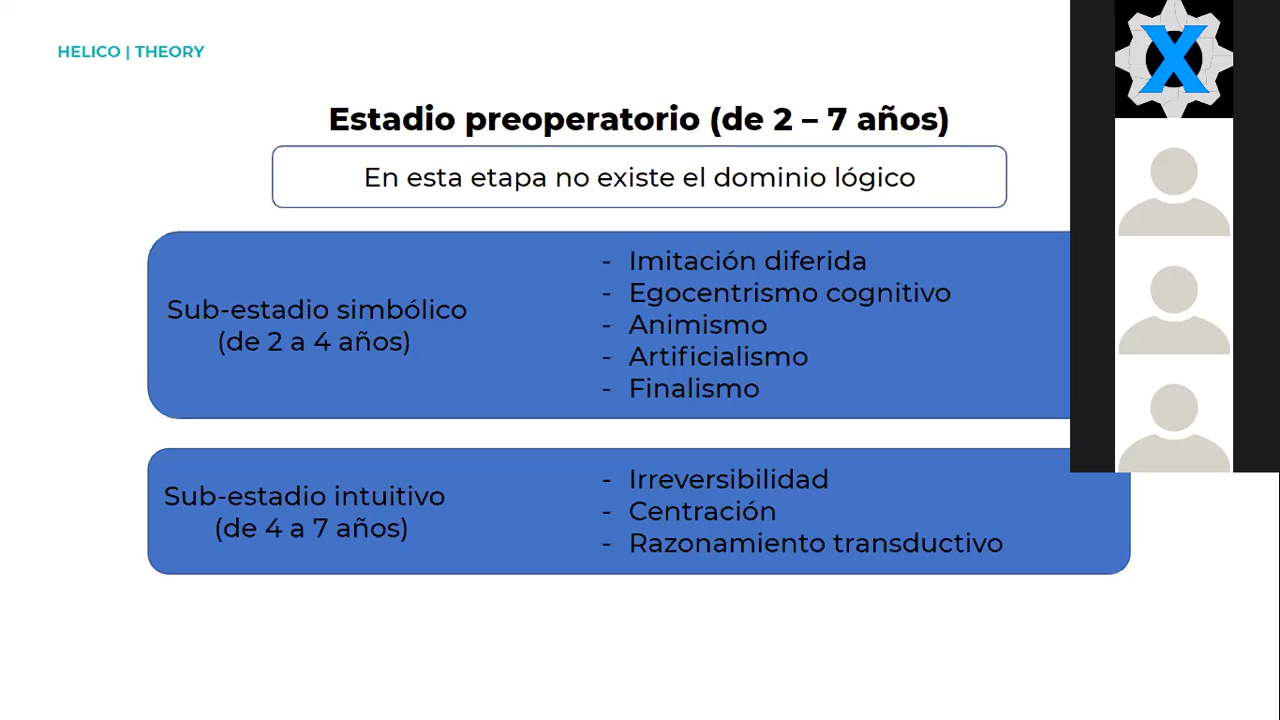 HELICO | THEORY
Estadio preoperatorio (de 2 – 7 años)
En esta etapa no existe el dominio lógico
Sub-estadio simbólico
(de 2 a 4 años)
- Imitación diferida
- Egocentrismo cognitivo
- Animismo
- Artificialismo
- Finalismo
Sub-estadio intuitivo
(de 4 a 7 años)
- Irreversibilidad
- Centración
- Razonamiento transductivo
X